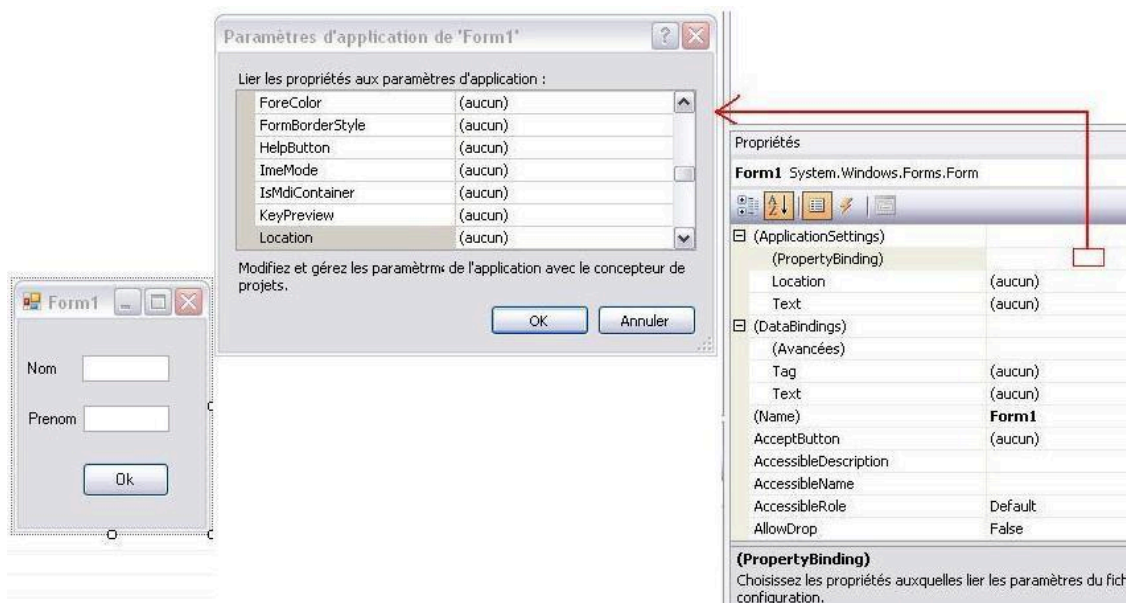 Paramètres d'application de 'Form1'
Lier les propriétés aux paramètres d'application :
ForeColor (aucun)
FormBorderStyle (aucun)
HelpButton (aucun)
ImeMode (aucun)
IsMdiContainer (aucun)
KeyPreview (aucun)
Location (aucun)
Modifiez et gérez les paramètrm de l'application avec le concepteur de
projets.
OK Annuler
Form1
Nom
Prenom
Ok
Propriétés
Form1 System.Windows.Forms.Form
(ApplicationSettings)
(PropertyBinding)
Location (aucun)
Text (aucun)
(DataBindings)
(Avancées)
Tag (aucun)
Text (aucun)
(Name) Form1
AcceptButton (aucun)
AccessibleDescription
AccessibleName
AccessibleRole Default
AllowDrop False
(PropertyBinding)
Choisissez les propriétés auxquelles lier les paramètres du fich
configuration.